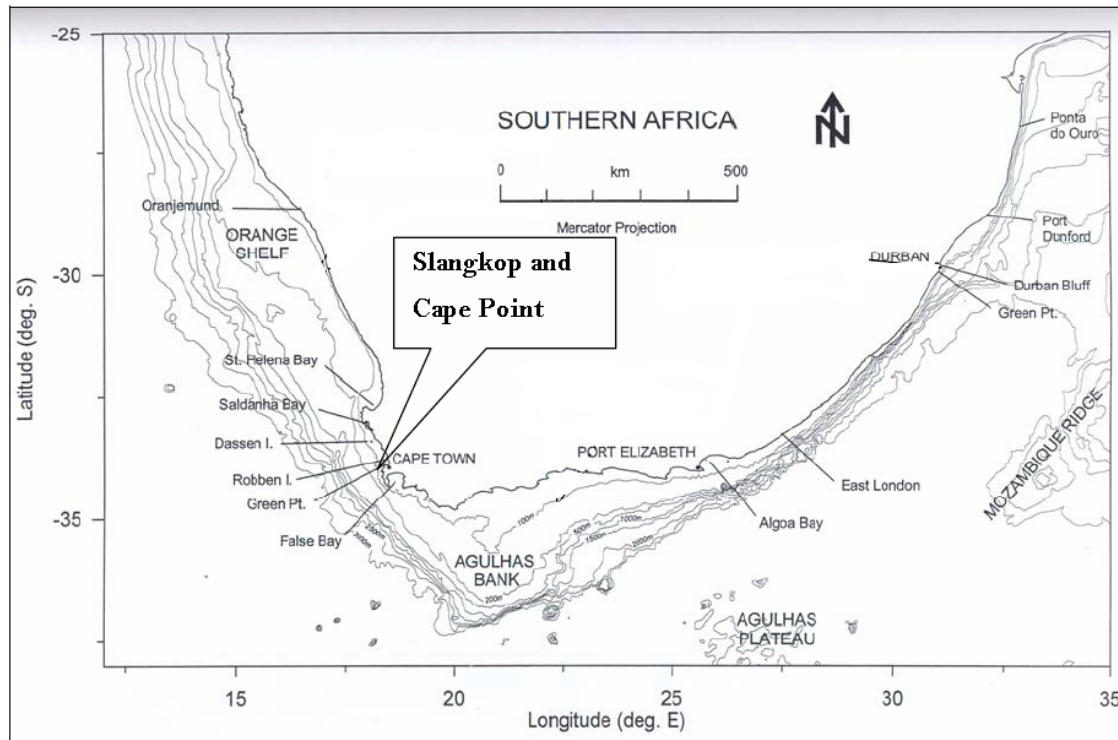 -25
-30
-35
Latitude (deg. S)
SOUTHERN AFRICA
N
0 km 500
Mercator Projection
Oranjemund
ORANGE
SHELF
Slangkop and
Cape Point
St. Helena Bay
Saldanha Bay
Dassen I.
Robben I.
Green Pt.
False Bay
CAPE TOWN
PORT ELIZABETH
Ponta
do Ouro
Port
Dunford
DURBAN
Durban Bluff
Green Pt.
East London
Algoa Bay
MOZAMBIQUE RIDGE
100m
500m
1000m
1500m
2000m
200m
2500m
3000m
AGULHAS
BANK
AGULHAS
PLATEAU
15 20 25 30 35
Longitude (deg. E)